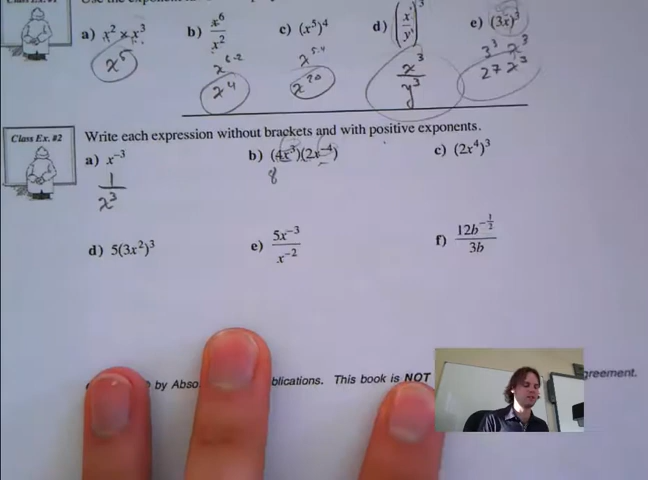 a) x² × x³ b) x⁶/x² c) (x⁵)⁴ d) (x/y)³ e) (3x)³
x⁵ x⁶⁻² x⁵·⁴ x³/y³ 3³ x³
x⁴ x²⁰ 27x³
Class Ex. #2 Write each expression without brackets and with positive exponents.
a) x⁻³ b) (4x³)(2x⁻⁴) c) (2x⁴)³
1/x³ 8
d) 5(3x²)³ e) 5x⁻³/x⁻² f) 12b^(-1/2)/3b
by Abso blications. This book is NOT greement.